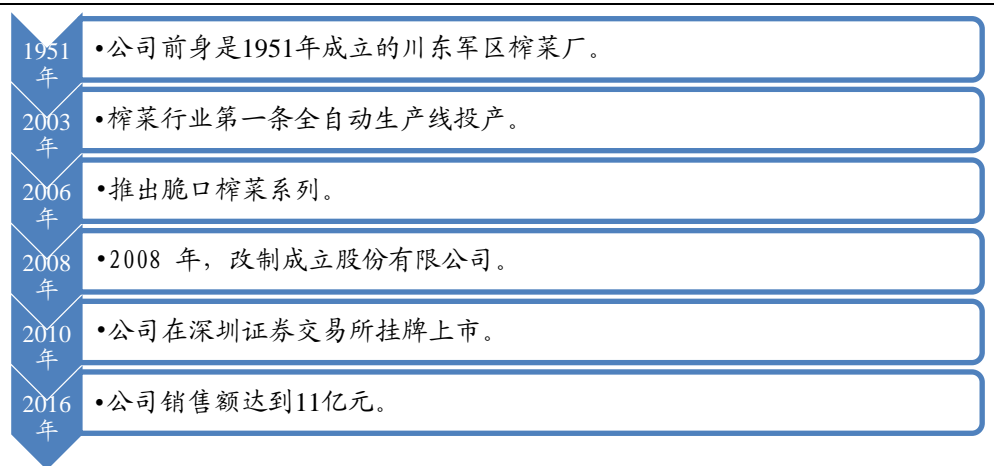 1951
年
•公司前身是1951年成立的川东军区榨菜厂。
2003
年
•榨菜行业第一条全自动生产线投产。
2006
年
•推出脆口榨菜系列。
2008
年
•2008 年，改制成立股份有限公司。
2010
年
•公司在深圳证券交易所挂牌上市。
2016
年
•公司销售额达到11亿元。